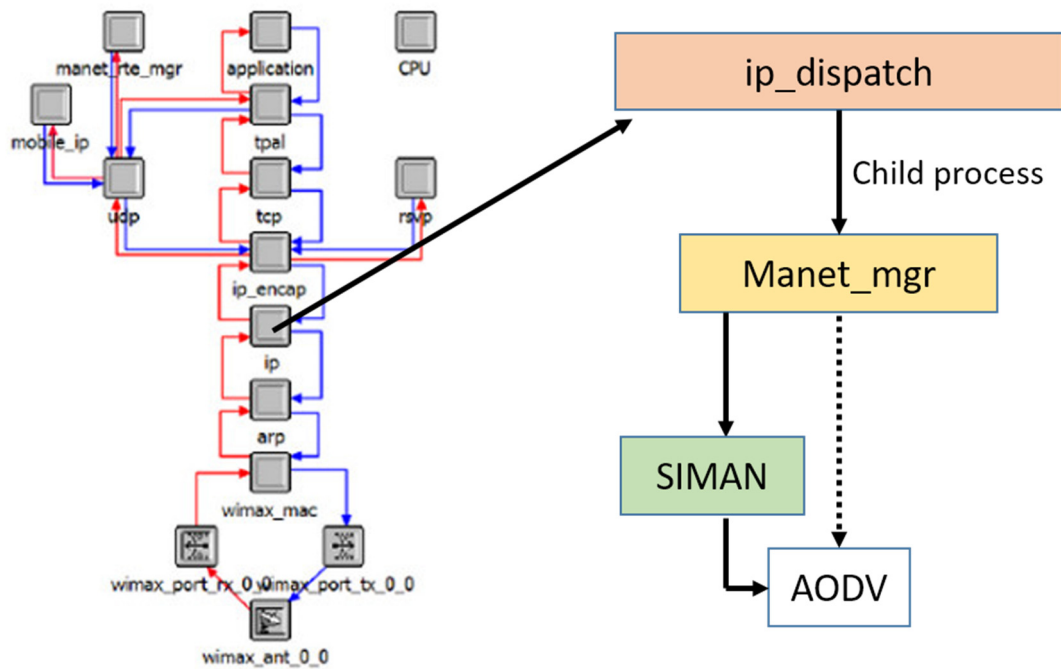 manet_rte_mgr
application
CPU
mobile_ip
tpal
udp
tcp
rsvp
ip_encap
ip
arp
wimax_mac
wimax_port_rx_0_0
wimax_port_tx_0_0
wimax_ant_0_0
ip_dispatch
Child process
Manet_mgr
SIMAN
AODV